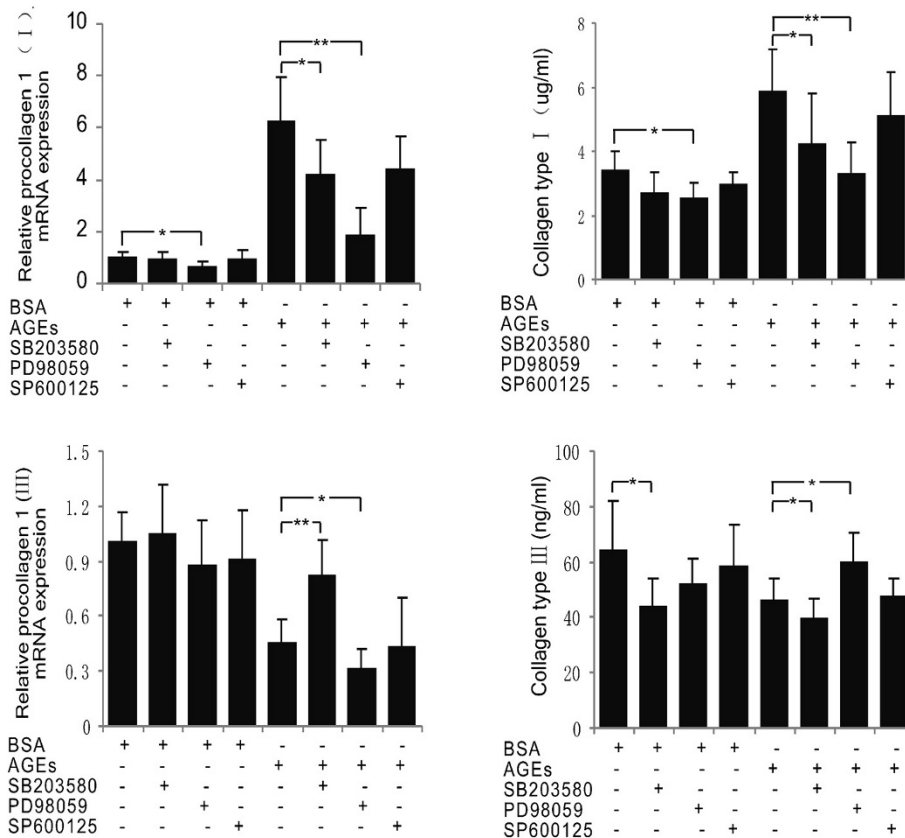 Relative procollagen 1 （Ⅰ).
mRNA expression
10
8
6
4
2
0
*
**
*
BSA + + + + - - - -
AGEs - - - - + + + +
SB203580 - + - - - + - -
PD98059 - - + - - - + -
SP600125 - - - + - - - +
Collagen type Ⅰ (ug/ml)
8
6
4
2
0
*
**
*
BSA + + + + - - - -
AGEs - - - - + + + +
SB203580 - + - - - + - -
PD98059 - - + - - - + -
SP600125 - - - + - - - +
Relative procollagen 1 (III)
mRNA expression
1.5
1.2
0.9
0.6
0.3
0
*
**
BSA + + + + - - - -
AGEs - - - - + + + +
SB203580 - + - - - + - -
PD98059 - - + - - - + -
SP600125 - - - + - - - +
Collagen type Ⅲ (ng/ml)
100
80
60
40
20
0
*
*
*
BSA + + + + - - - -
AGEs - - - - + + + +
SB203580 - + - - - + - -
PD98059 - - + - - - + -
SP600125 - - - + - - - +